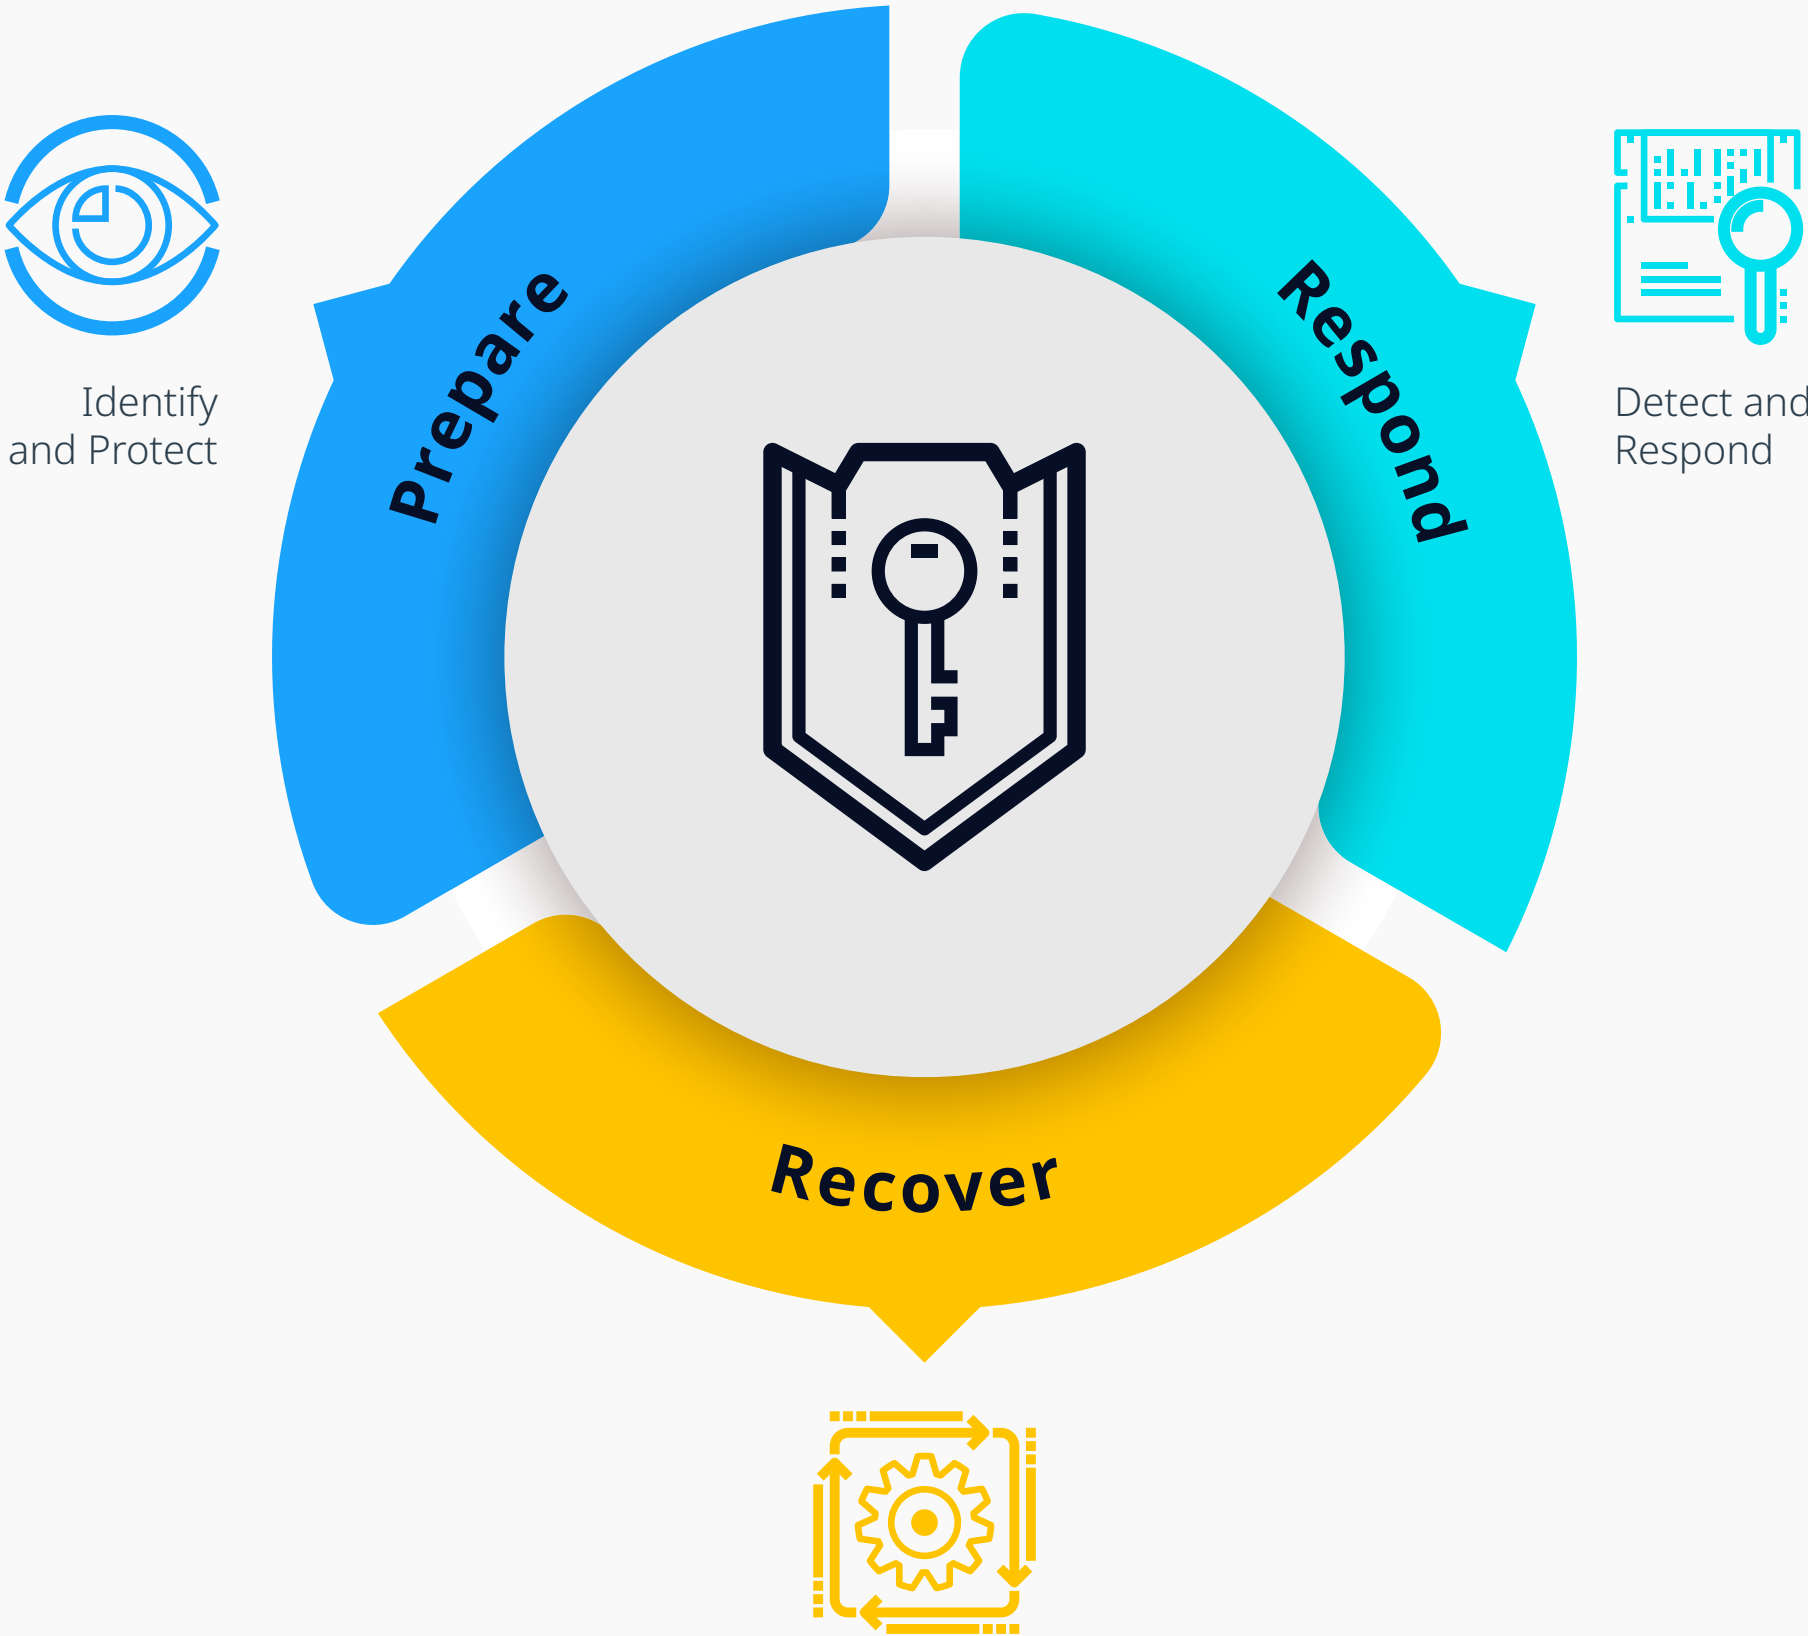 Prepare
Respond
Identify
and Protect
Detect and
Respond
Recover